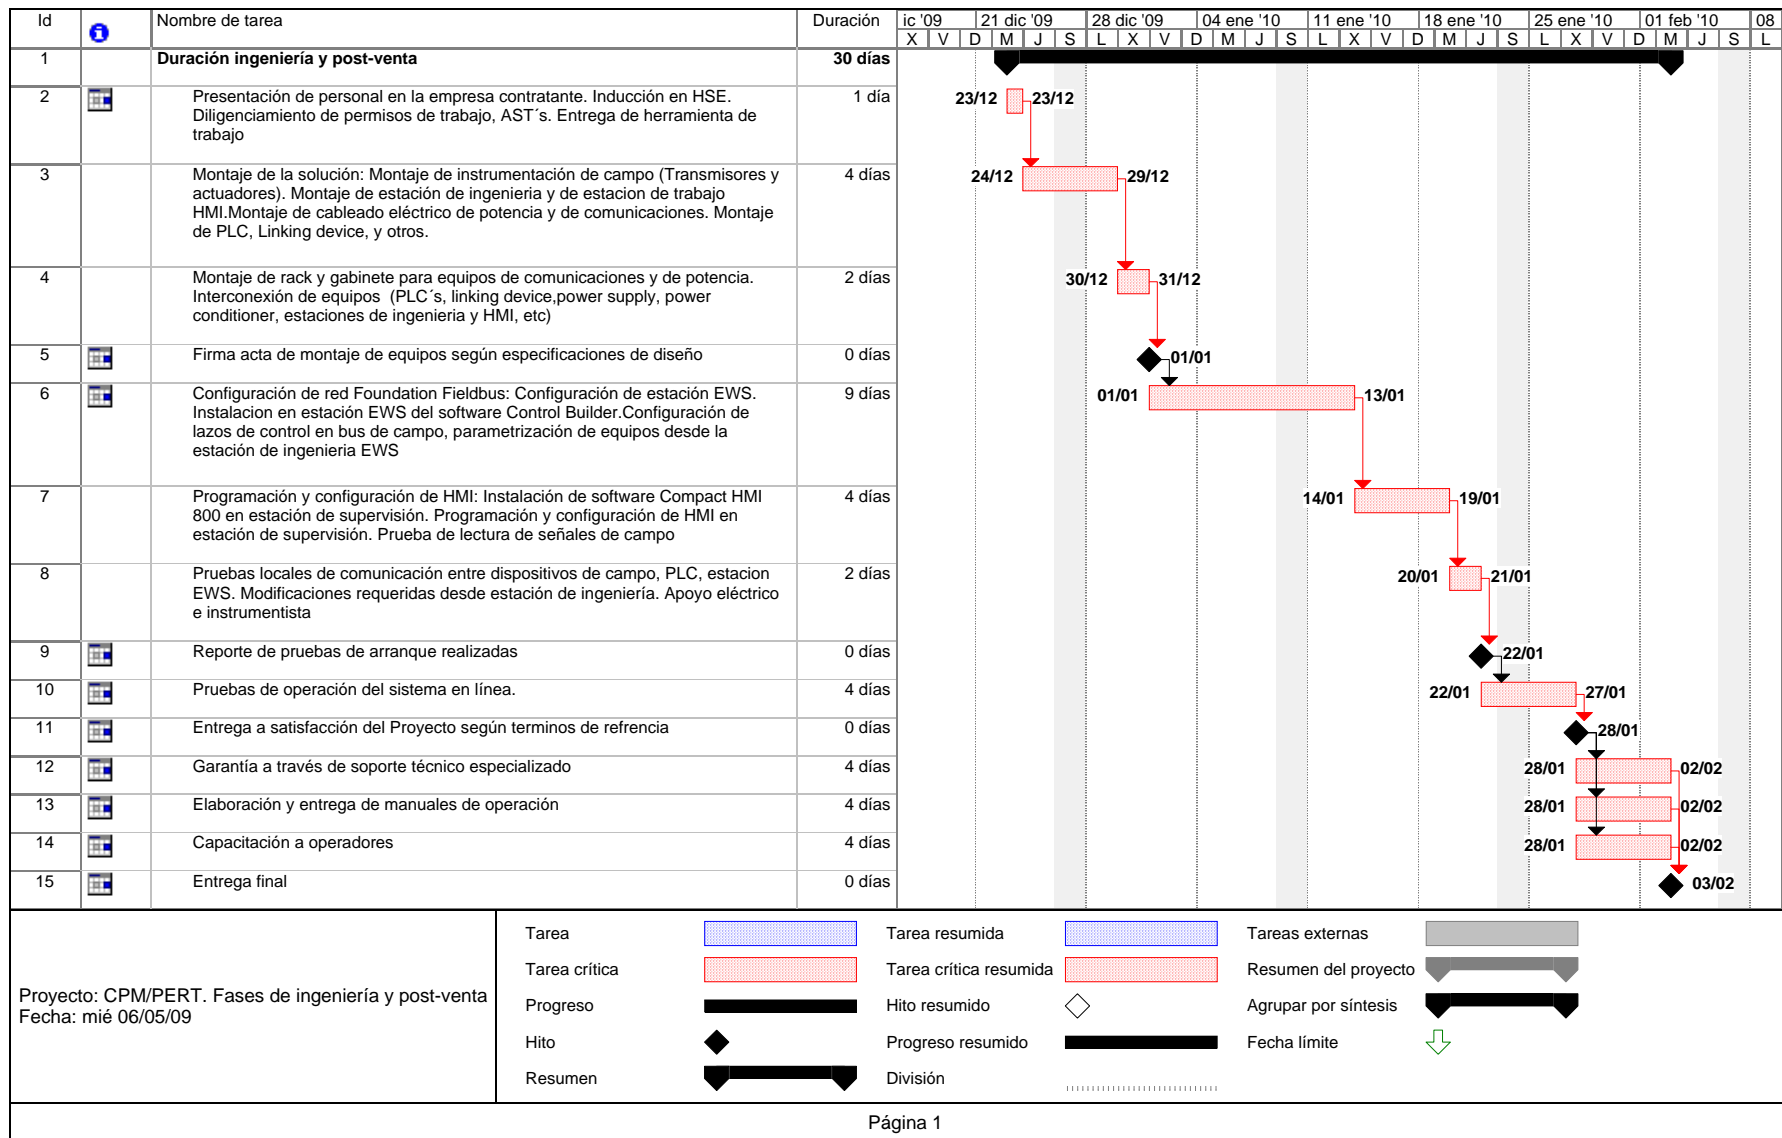 Id Nombre de tarea Duración ic '09 21 dic '09 28 dic '09 04 ene '10 11 ene '10 18 ene '10 25 ene '10 01 feb '10 08
X V D M J S L X V D M J S L X V D M J S L X V D M J S L
1 Duración ingeniería y post-venta 30 días
2 Presentación de personal en la empresa contratante. Inducción en HSE. 1 día 23/12 23/12
Diligenciamiento de permisos de trabajo, AST´s. Entrega de herramienta de
trabajo
3 Montaje de la solución: Montaje de instrumentación de campo (Transmisores y 4 días 24/12 29/12
actuadores). Montaje de estación de ingenieria y de estacion de trabajo
HMI.Montaje de cableado eléctrico de potencia y de comunicaciones. Montaje
de PLC, Linking device, y otros.
4 Montaje de rack y gabinete para equipos de comunicaciones y de potencia. 2 días 30/12 31/12
Interconexión de equipos (PLC´s, linking device,power supply, power
conditioner, estaciones de ingenieria y HMI, etc)
5 Firma acta de montaje de equipos según especificaciones de diseño 0 días 01/01
6 Configuración de red Foundation Fieldbus: Configuración de estación EWS. 9 días 01/01 13/01
Instalacion en estación EWS del software Control Builder.Configuración de
lazos de control en bus de campo, parametrización de equipos desde la
estación de ingenieria EWS
7 Programación y configuración de HMI: Instalación de software Compact HMI 4 días 14/01 19/01
800 en estación de supervisión. Programación y configuración de HMI en
estación de supervisión. Prueba de lectura de señales de campo
8 Pruebas locales de comunicación entre dispositivos de campo, PLC, estacion 2 días 20/01 21/01
EWS. Modificaciones requeridas desde estación de ingeniería. Apoyo eléctrico
e instrumentista
9 Reporte de pruebas de arranque realizadas 0 días 22/01
10 Pruebas de operación del sistema en línea. 4 días 22/01 27/01
11 Entrega a satisfacción del Proyecto según terminos de refrencia 0 días 28/01
12 Garantía a través de soporte técnico especializado 4 días 28/01 02/02
13 Elaboración y entrega de manuales de operación 4 días 28/01 02/02
14 Capacitación a operadores 4 días 28/01 02/02
15 Entrega final 0 días 03/02
Proyecto: CPM/PERT. Fases de ingeniería y post-venta
Fecha: mié 06/05/09
Tarea
Tarea crítica
Progreso
Hito
Resumen
Tarea resumida
Tarea crítica resumida
Hito resumido
Progreso resumido
División
Tareas externas
Resumen del proyecto
Agrupar por síntesis
Fecha límite
Página 1